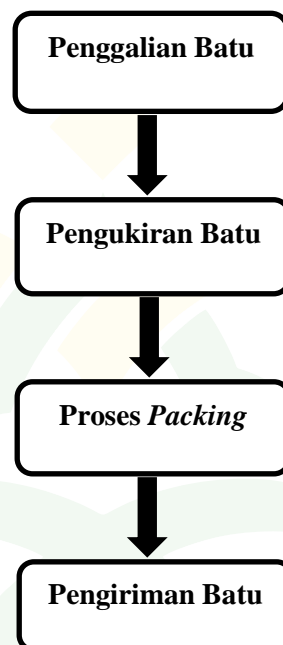 Penggalian Batu
Pengukiran Batu
Proses Packing
Pengiriman Batu